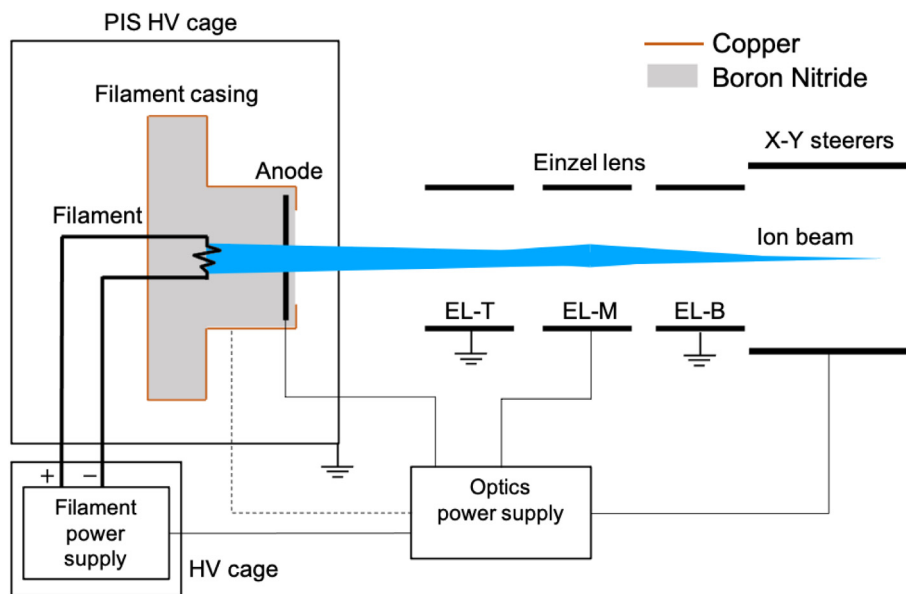 PIS HV cage
Copper
Boron Nitride
Filament casing
X-Y steerers
Anode
Einzel lens
Filament
Ion beam
EL-T
EL-M
EL-B
+ −
Optics
power supply
Filament
power
supply
HV cage